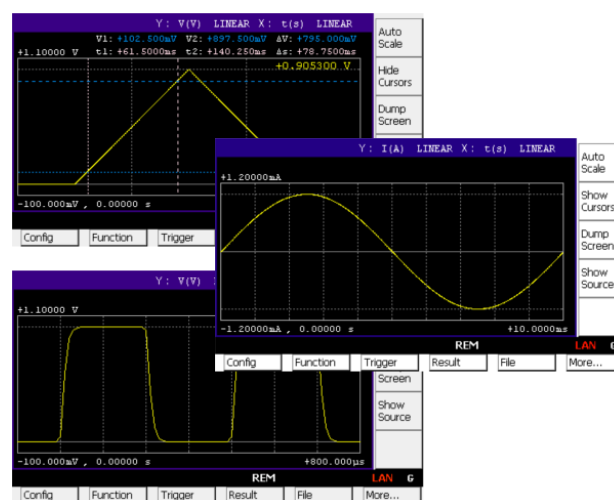 Y: V(V) LINEAR X: t(s) LINEAR
V1: +102.500mV V2: +897.500mV ΔV: +795.000mV
+1.10000 V t1: +61.5000ms t2: +140.250ms Δs: +78.7500ms
+0.905300 V
-100.000mV , 0.00000 s
Auto Scale
Hide Cursors
Dump Screen
Config Function Trigger
Y: I(A) LINEAR X: t(s) LINEAR
+1.20000mA
-1.20000mA , 0.00000 s +10.0000ms
Auto Scale
Show Cursors
Dump Screen
Show Source
REM LAN
Config Function Trigger Result File More...
Y: V(V)
+1.10000 V
-100.000mV , 0.00000 s +800.000µs
Screen
Show Source
REM LAN G
Config Function Trigger Result File More...